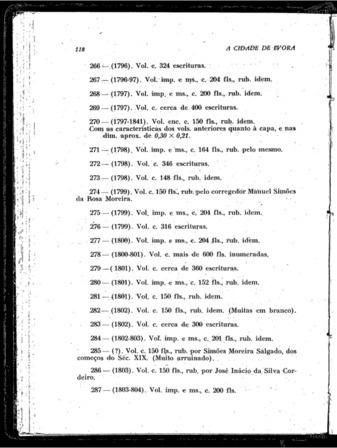 118
A CIDADE DE EVORA
266 — (1796). Vol. c. 324 escrituras.
267 — (1796-97). Vol. imp. e ms., c. 204 fls., rub. idem.
268 — (1797). Vol. imp. e ms., c. 200 fls., rub. idem.
269 — (1797). Vol. c. cerca de 400 escrituras.
270 — (1797-1841). Vol. enc. c. 150 fls., rub. idem.
Com as características dos vols. anteriores quanto à capa, e nas
dim. aprox. de 0,30 × 0,21.
271 — (1798). Vol. imp. e ms., c. 164 fls., rub. pelo mesmo.
272 — (1798). Vol. c. 346 escrituras.
273 — (1798). Vol. c. 148 fls., rub. idem.
274 — (1799). Vol. c. 150 fls., rub. pelo corregedor Manuel Simões
da Rosa Moreira.
275 — (1799). Vol. imp. e ms., c. 204 fls., rub. idem.
276 — (1799). Vol. c. 316 escrituras.
277 — (1800). Vol. imp. e ms., c. 204 fls., rub. idem.
278 — (1800-801). Vol. c. mais de 600 fls. inumeradas.
279 — (1801). Vol. c. cerca de 360 escrituras.
280 — (1801). Vol. imp. e ms., c. 152 fls., rub. idem.
281 — (1801). Vol. c. 150 fls., rub. idem.
282 — (1802). Vol. c. 150 fls., rub. idem. (Muitas em branco).
283 — (1802). Vol. c. cerca de 300 escrituras.
284 — (1802-803). Vol. imp. e ms., c. 201 fls., rub. idem.
285 — (?). Vol. c. 150 fls., rub. por Simões Moreira Salgado, dos
começos do Séc. XIX. (Muito arruinado).
286 — (1803). Vol. c. 150 fls., rub. por José Inácio da Silva Cor-
deiro.
287 — (1803-804). Vol. imp. e ms., c. 200 fls.